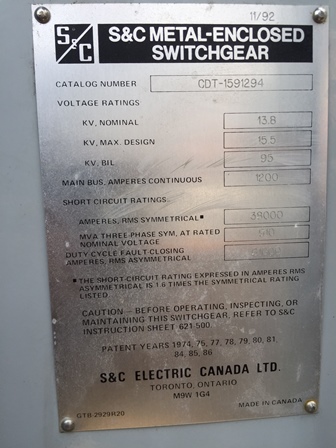 11/92
S&C
S&C METAL-ENCLOSED
SWITCHGEAR
CATALOG NUMBER CDT-1591294
VOLTAGE RATINGS
KV, NOMINAL 13.8
KV, MAX. DESIGN 15.5
KV, BIL 95
MAIN BUS, AMPERES CONTINUOUS 1200
SHORT CIRCUIT RATINGS
AMPERES, RMS SYMMETRICAL■ 38000
MVA THREE-PHASE SYM, AT RATED
NOMINAL VOLTAGE
DUTY CYCLE FAULT-CLOSING
AMPERES, RMS ASYMMETRICAL
■THE SHORT-CIRCUIT RATING EXPRESSED IN AMPERES RMS
ASYMMETRICAL IS 1.6 TIMES THE SYMMETRICAL RATING
LISTED.
CAUTION – BEFORE OPERATING, INSPECTING, OR
MAINTAINING THIS SWITCHGEAR, REFER TO S&C
INSTRUCTION SHEET 621-500.
PATENT YEARS 1974, 75, 77, 78, 79, 80, 81,
84, 85, 86
S&C ELECTRIC CANADA LTD.
TORONTO, ONTARIO
M9W 1G4
GTB-2929R20 MADE IN CANADA